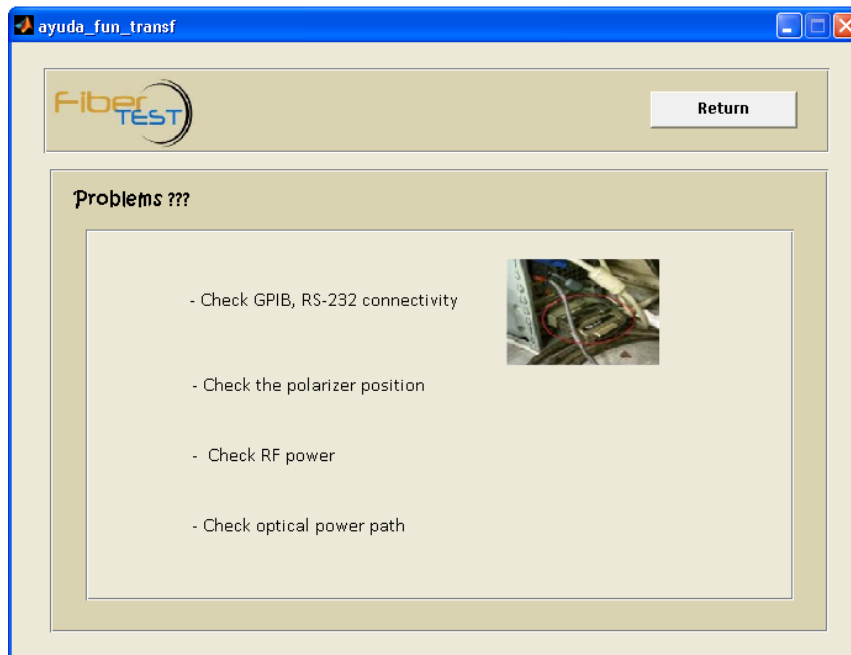 ayuda_fun_transf
Fiber
TEST
Return
Problems ???
- Check GPIB, RS-232 connectivity
- Check the polarizer position
- Check RF power
- Check optical power path